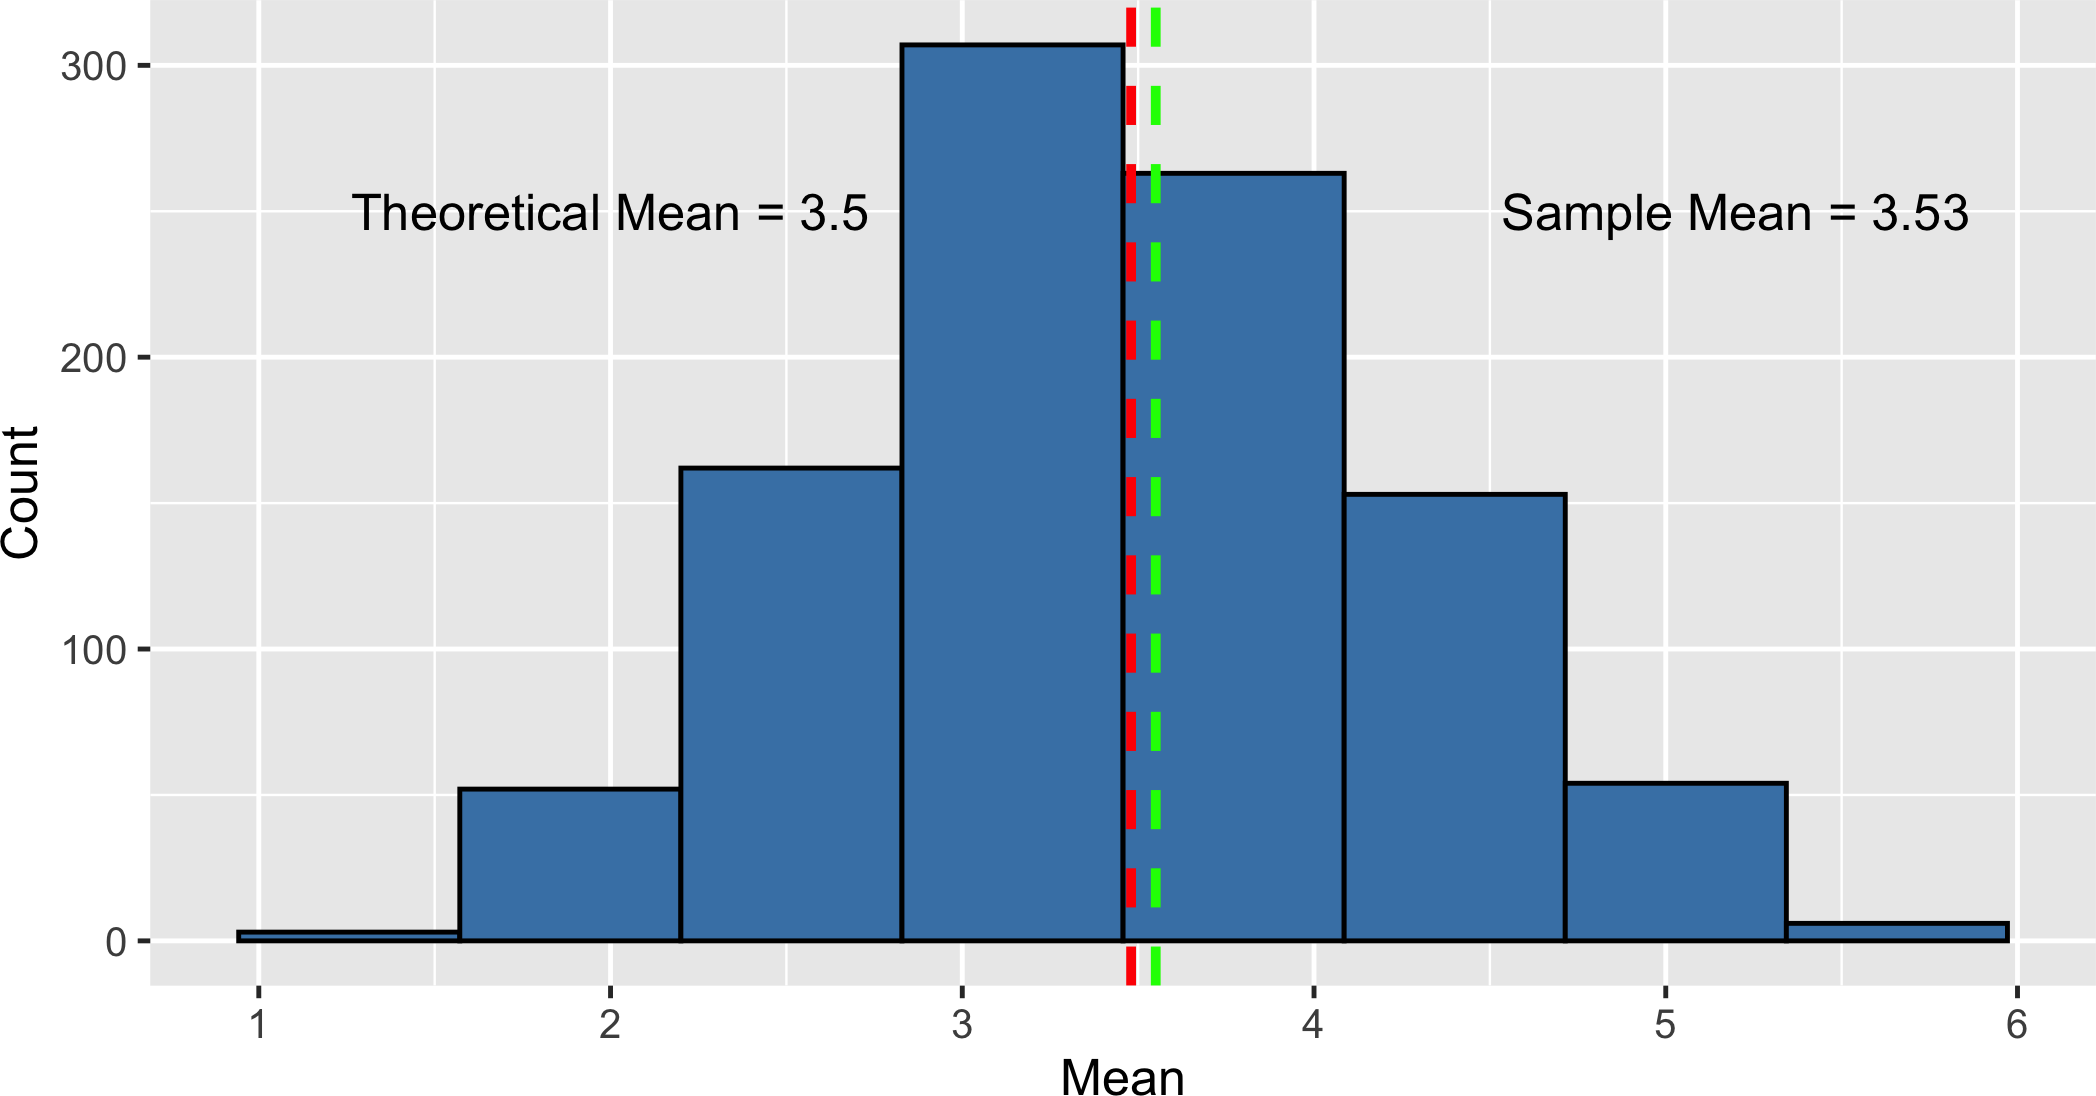 300
200
100
0
Count
Theoretical Mean = 3.5
Sample Mean = 3.53
1 2 3 4 5 6
Mean